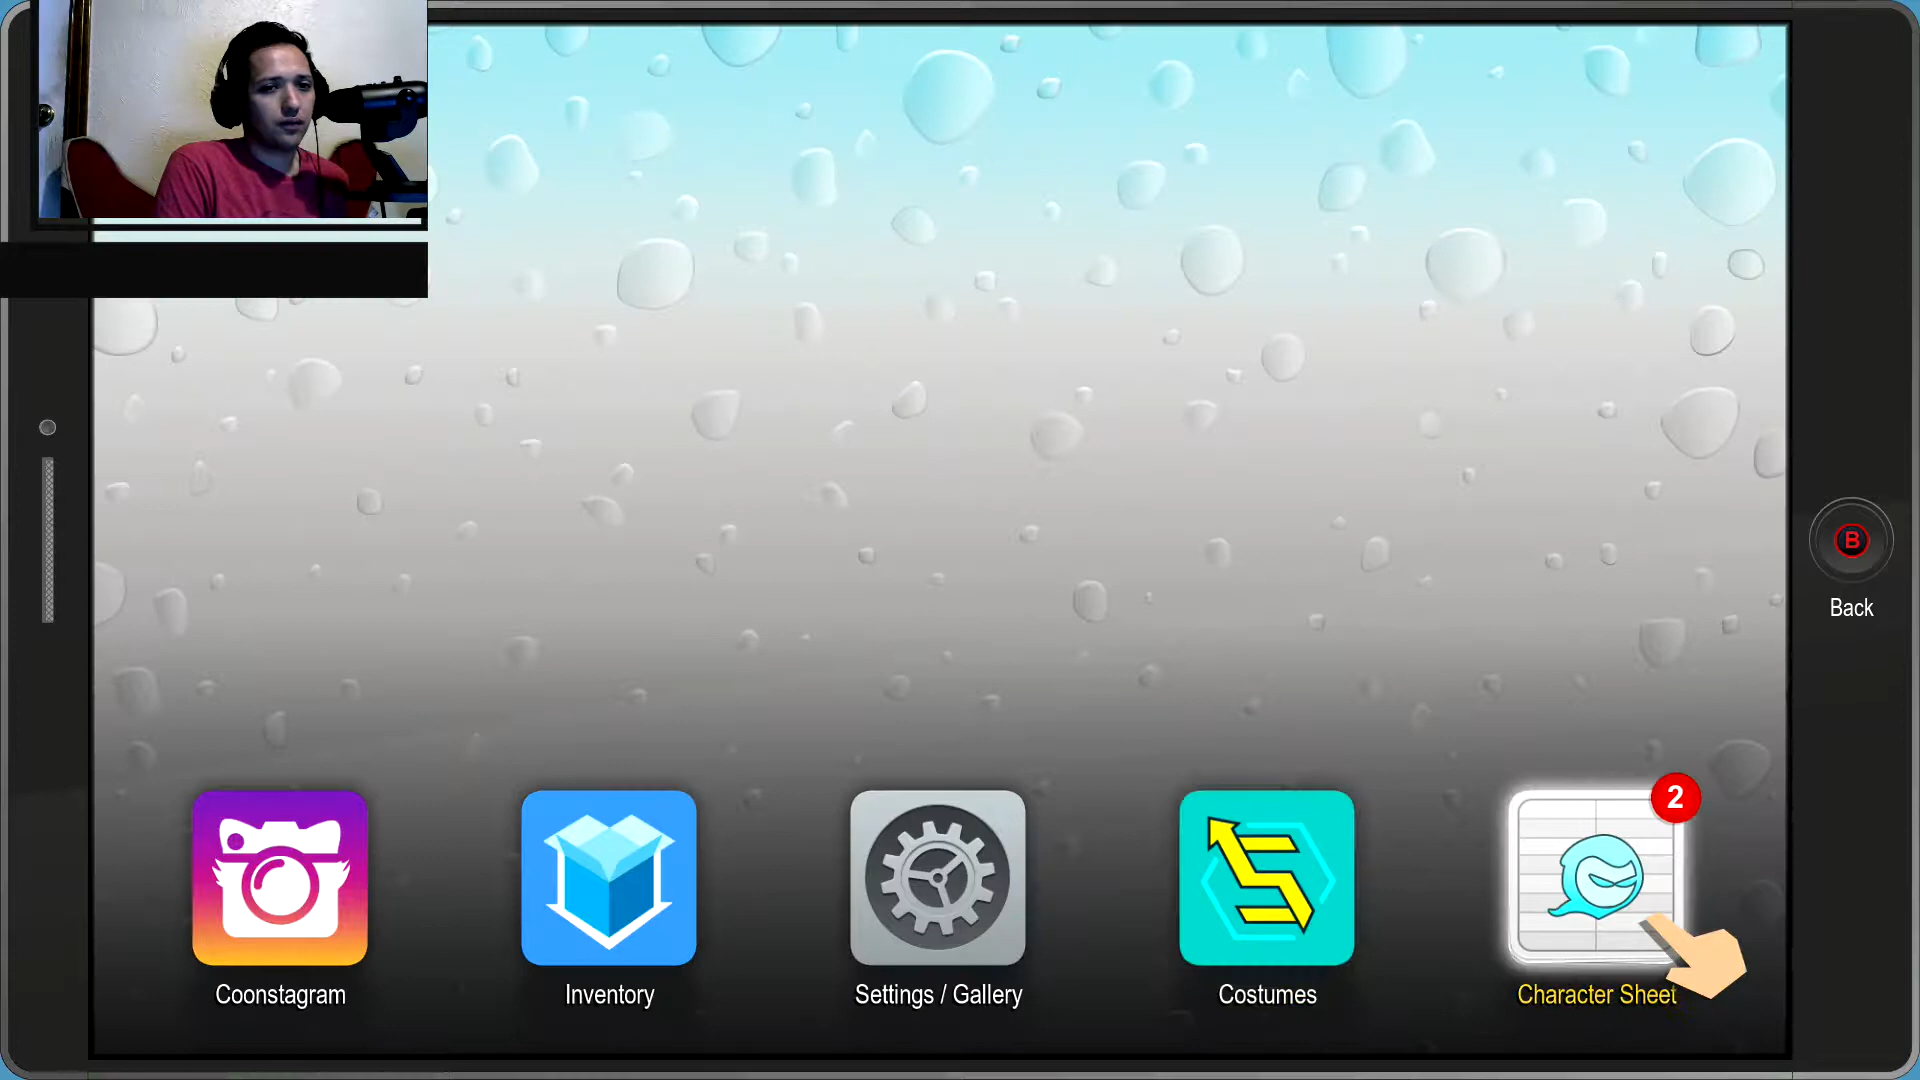 B
Back
2
Coonstagram
Inventory
Settings / Gallery
Costumes
Character Sheet